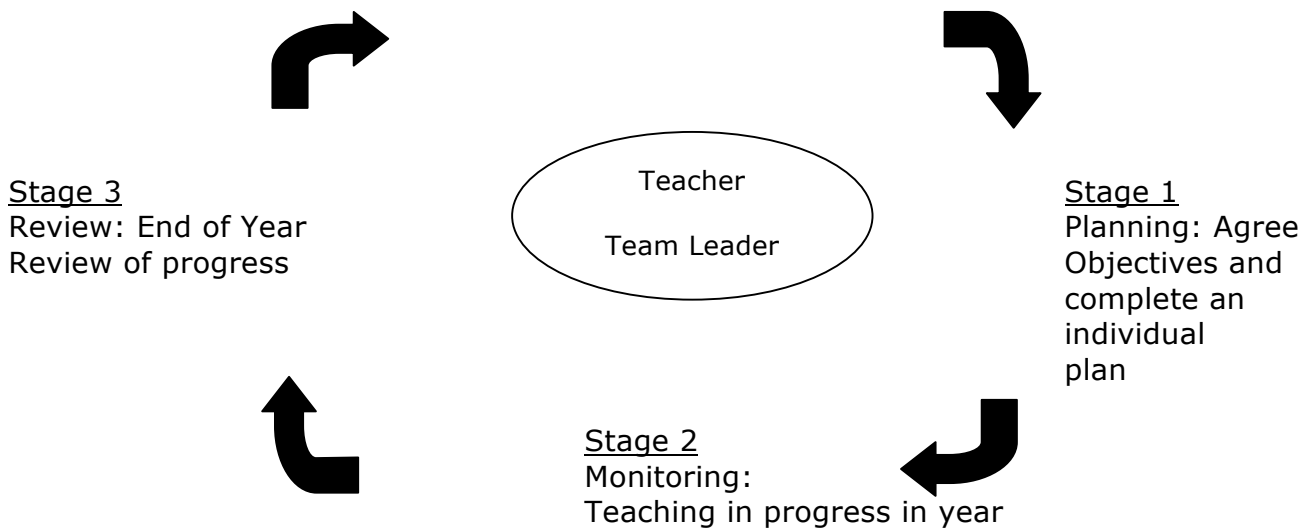 Teacher
Team Leader
Stage 1
Planning: Agree
Objectives and
complete an
individual
plan
Stage 2
Monitoring:
Teaching in progress in year
Stage 3
Review: End of Year
Review of progress